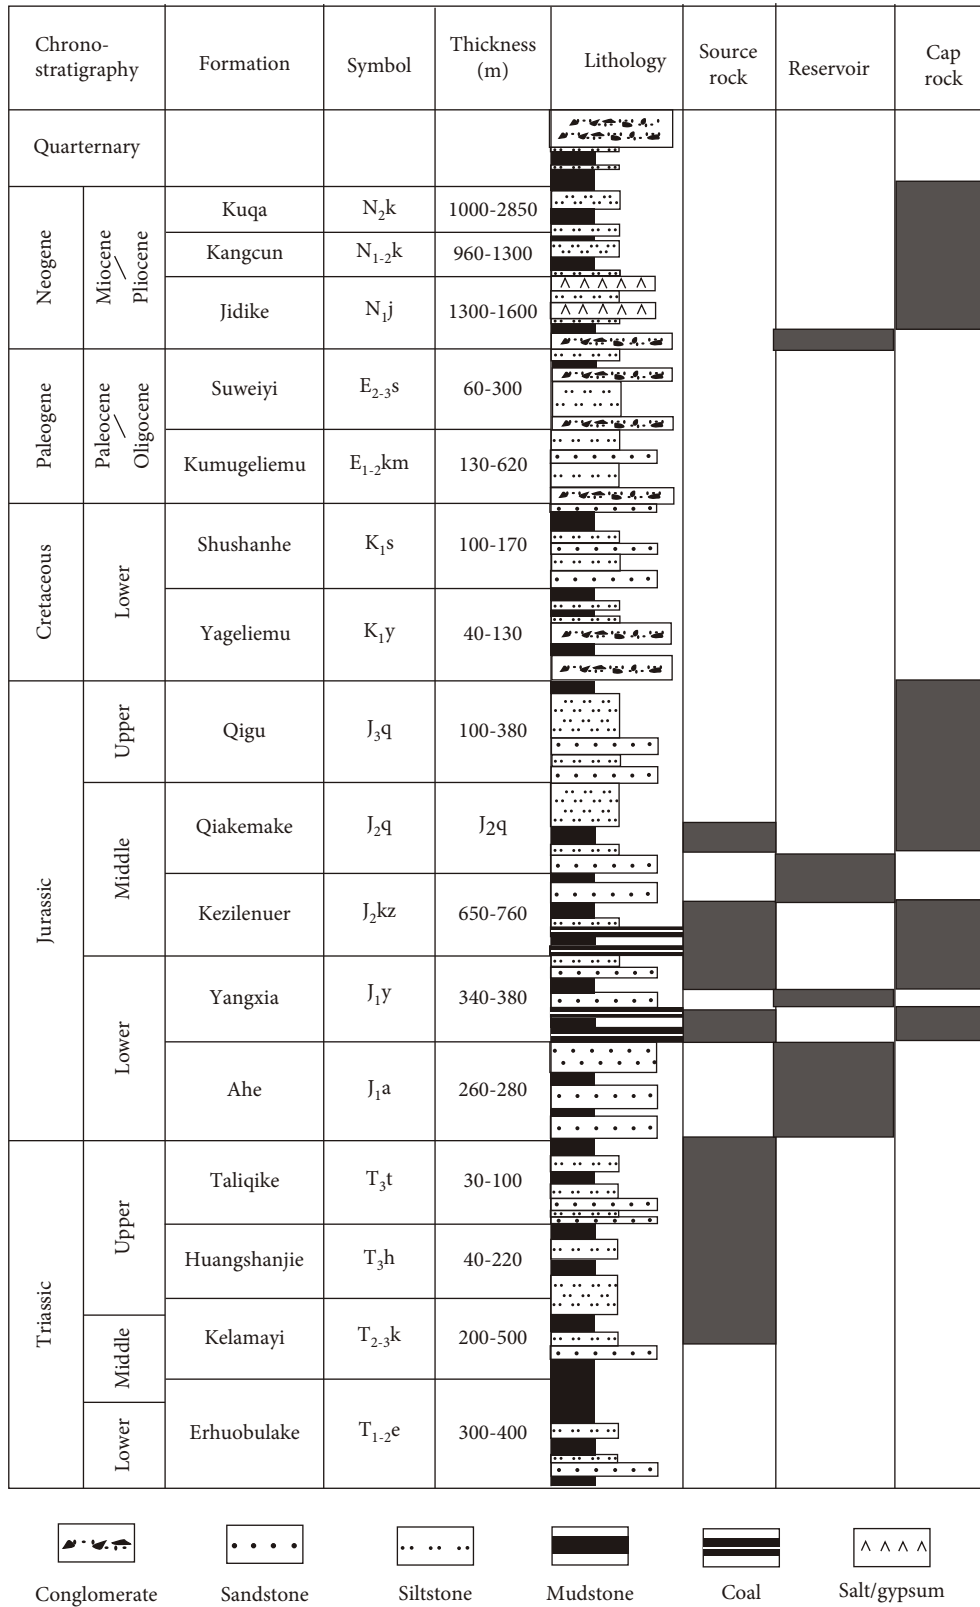 Chrono-
stratigraphy
Formation
Symbol
Thickness
(m)
Lithology
Source
rock
Reservoir
Cap
rock
Quarternary
Neogene
Miocene
Pliocene
Kuqa N2k 1000-2850
Kangcun N1-2k 960-1300
Jidike N1j 1300-1600
Paleogene
Paleocene
Oligocene
Suweiyi E2-3s 60-300
Kumugeliemu E1-2km 130-620
Cretaceous
Lower
Shushanhe K1s 100-170
Yageliemu K1y 40-130
Jurassic
Upper
Qigu J3q 100-380
Middle
Qiakemake J2q J2q
Kezilenuer J2kz 650-760
Lower
Yangxia J1y 340-380
Ahe J1a 260-280
Triassic
Upper
Taliqike T3t 30-100
Huangshanjie T3h 40-220
Middle
Kelamayi T2-3k 200-500
Lower
Erhuobulake T1-2e 300-400
Conglomerate Sandstone Siltstone Mudstone Coal Salt/gypsum